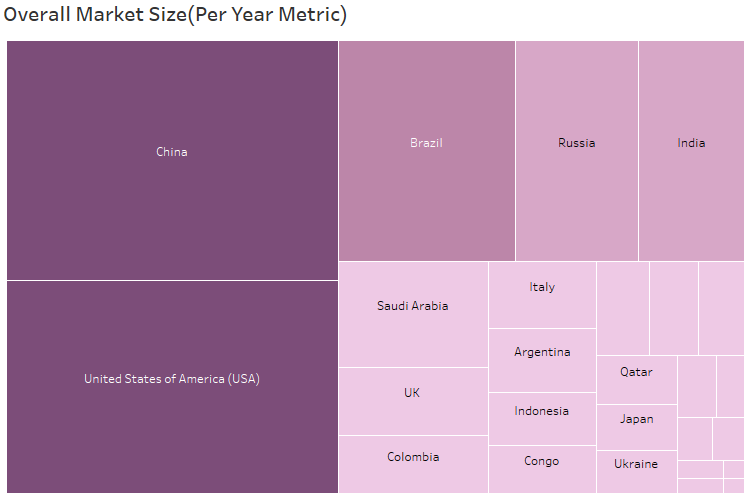 Overall Market Size(Per Year Metric)
China
Brazil
Russia
India
United States of America (USA)
Saudi Arabia
UK
Colombia
Italy
Argentina
Indonesia
Congo
Qatar
Japan
Ukraine